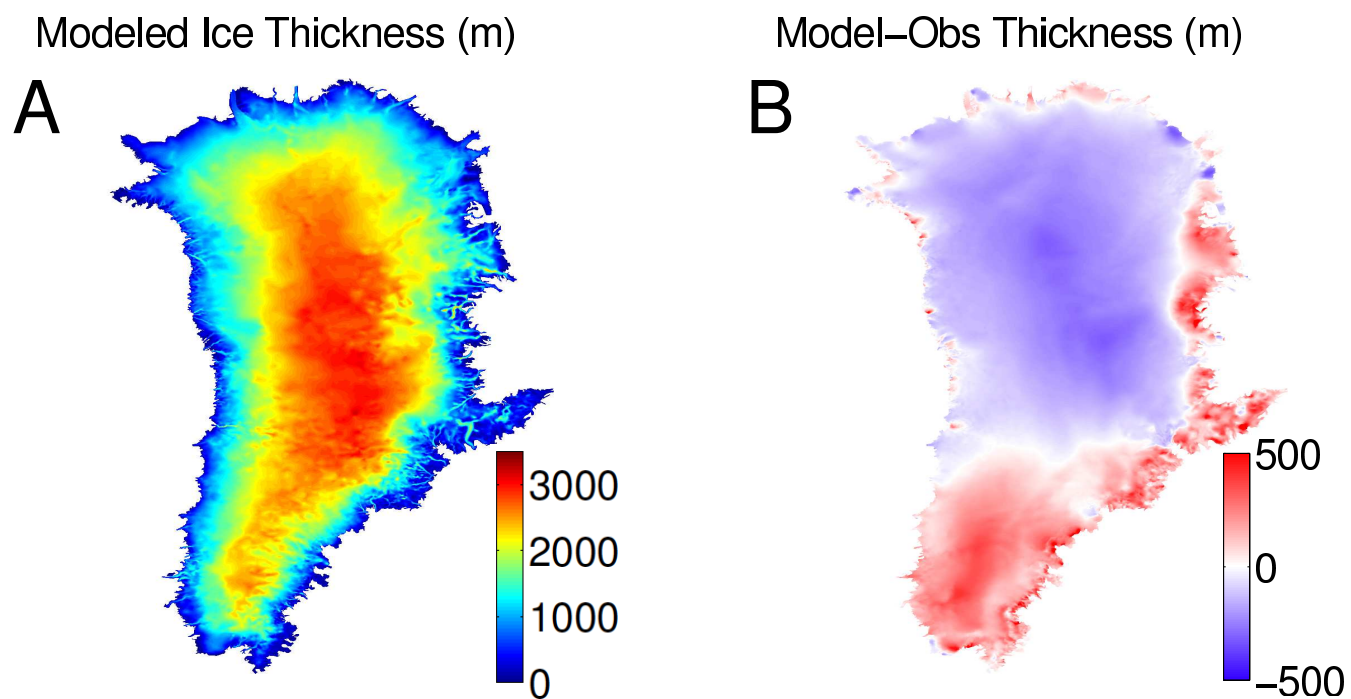 Modeled Ice Thickness (m)
Model–Obs Thickness (m)
A
B
3000
2000
1000
0
500
0
–500